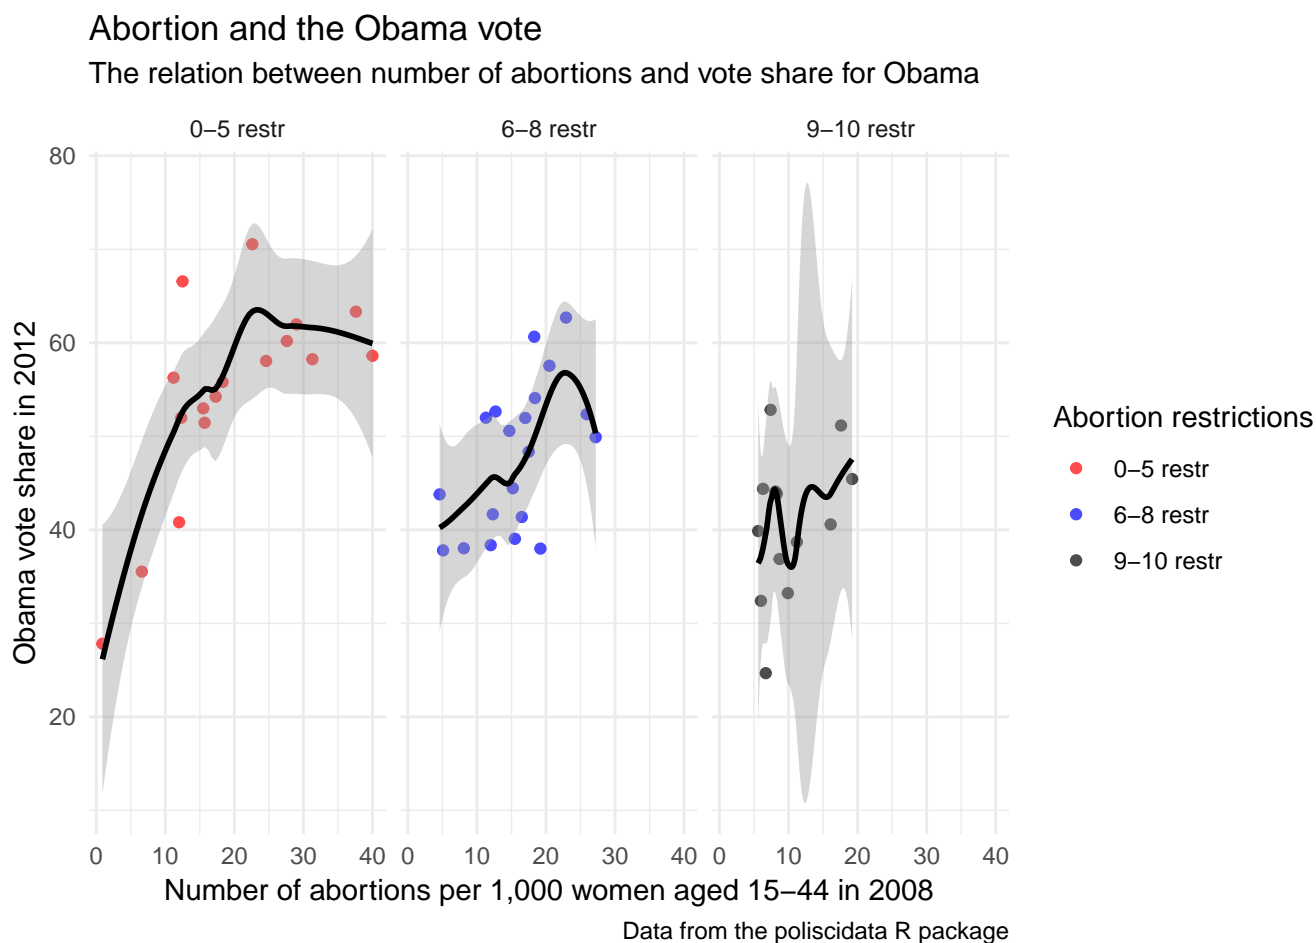 Abortion and the Obama vote
The relation between number of abortions and vote share for Obama
0−5 restr
6−8 restr
9−10 restr
80
60
40
20
Obama vote share in 2012
0 10 20 30 40
0 10 20 30 40
0 10 20 30 40
Number of abortions per 1,000 women aged 15−44 in 2008
Data from the poliscidata R package
Abortion restrictions
0−5 restr
6−8 restr
9−10 restr